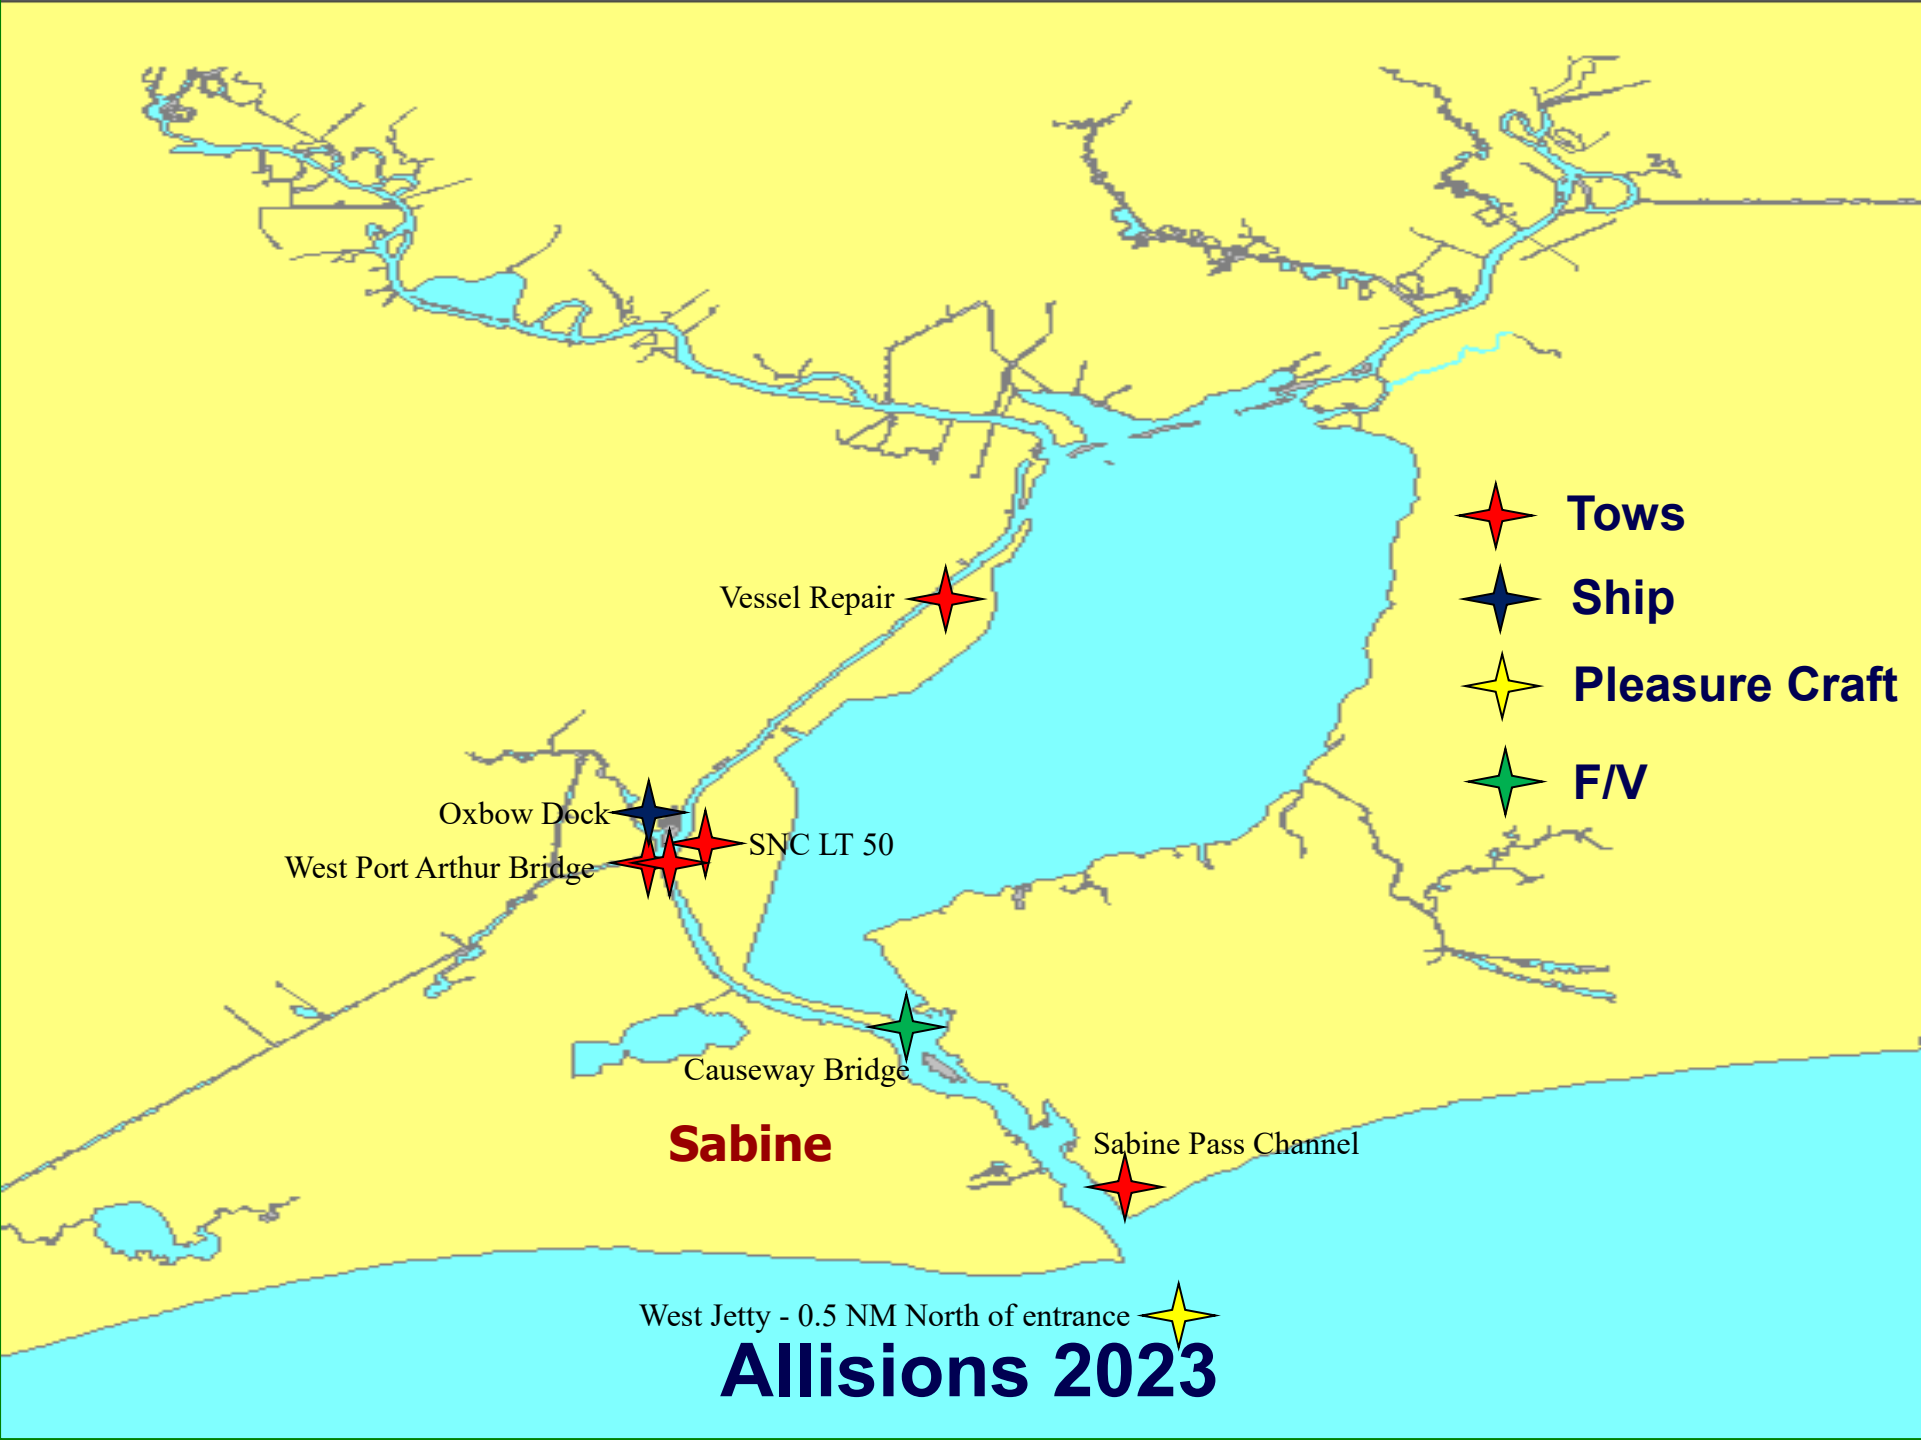 Tows
Ship
Vessel Repair
Pleasure Craft
F/V
Oxbow Dock
SNC LT 50
West Port Arthur Bridge
Causeway Bridge
Sabine
Sabine Pass Channel
West Jetty - 0.5 NM North of entrance
Allisions 2023